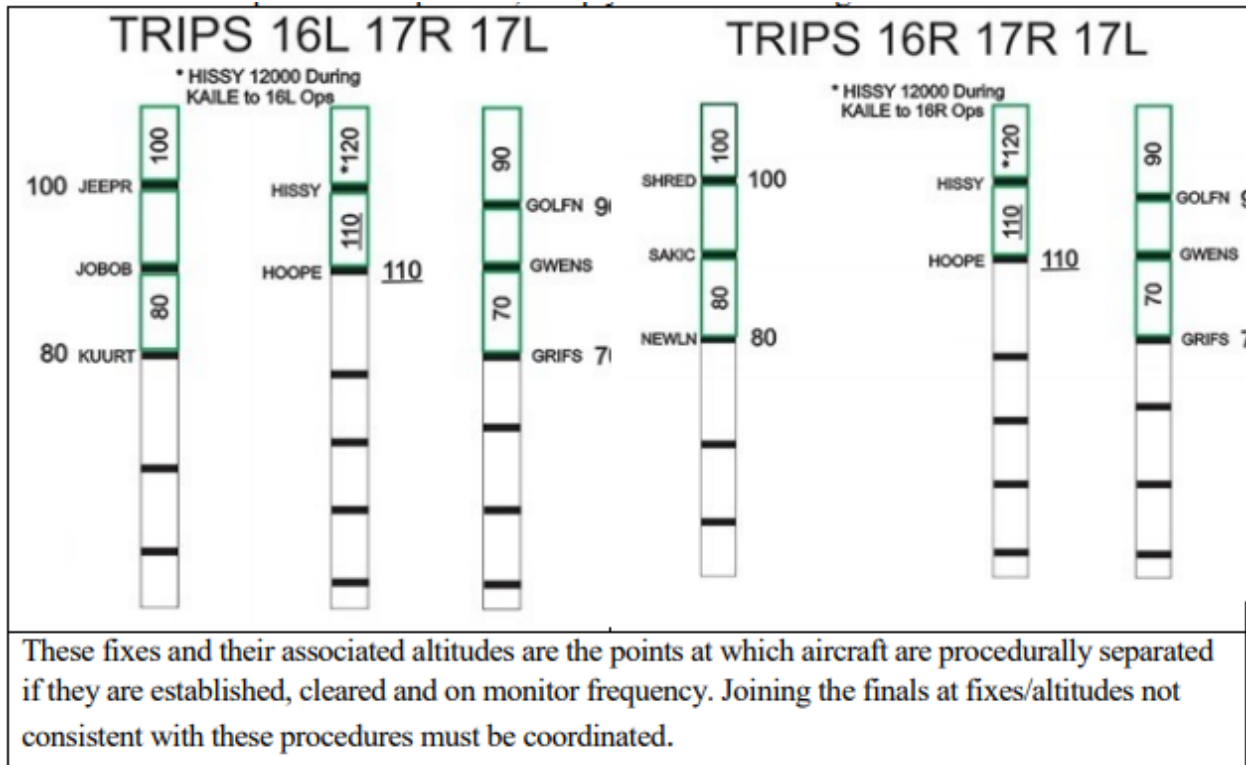 TRIPS 16L 17R 17L
* HISSY 12000 During
KAILE to 16L Ops
100
*120
90
100 JEEPR
HISSY
GOLFN
110
JOBOB
HOOPE 110
GWENS
80
70
80 KUURT
GRIFS
TRIPS 16R 17R 17L
* HISSY 12000 During
KAILE to 16R Ops
100
*120
90
SHRED 100
HISSY
GOLFN
110
SAKIC
HOOPE 110
GWENS
80
70
NEWLN 80
GRIFS
These fixes and their associated altitudes are the points at which aircraft are procedurally separated
if they are established, cleared and on monitor frequency. Joining the finals at fixes/altitudes not
consistent with these procedures must be coordinated.